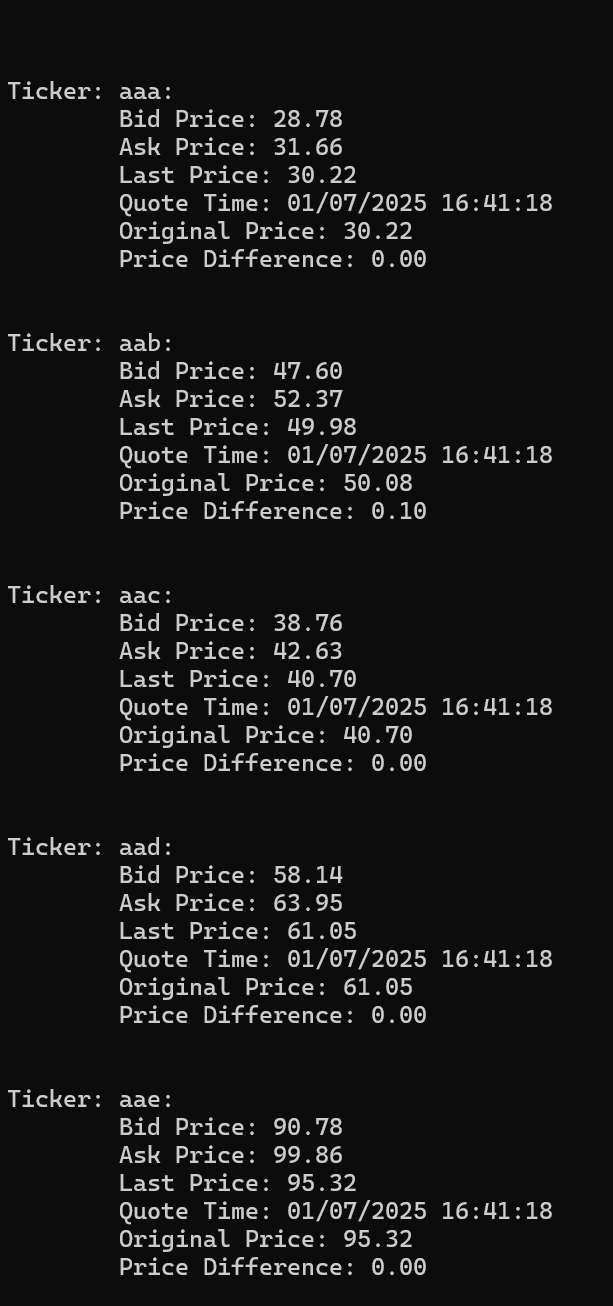 Ticker: aaa:
Bid Price: 28.78
Ask Price: 31.66
Last Price: 30.22
Quote Time: 01/07/2025 16:41:18
Original Price: 30.22
Price Difference: 0.00
Ticker: aab:
Bid Price: 47.60
Ask Price: 52.37
Last Price: 49.98
Quote Time: 01/07/2025 16:41:18
Original Price: 50.08
Price Difference: 0.10
Ticker: aac:
Bid Price: 38.76
Ask Price: 42.63
Last Price: 40.70
Quote Time: 01/07/2025 16:41:18
Original Price: 40.70
Price Difference: 0.00
Ticker: aad:
Bid Price: 58.14
Ask Price: 63.95
Last Price: 61.05
Quote Time: 01/07/2025 16:41:18
Original Price: 61.05
Price Difference: 0.00
Ticker: aae:
Bid Price: 90.78
Ask Price: 99.86
Last Price: 95.32
Quote Time: 01/07/2025 16:41:18
Original Price: 95.32
Price Difference: 0.00